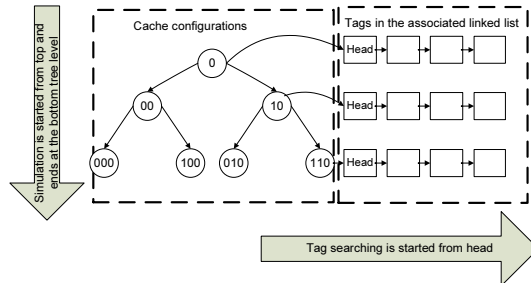 Cache configurations
Tags in the associated linked list
Simulation is started from top and
ends at the bottom tree level
0
Head
00
10
Head
000
100
010
110
Head
Tag searching is started from head